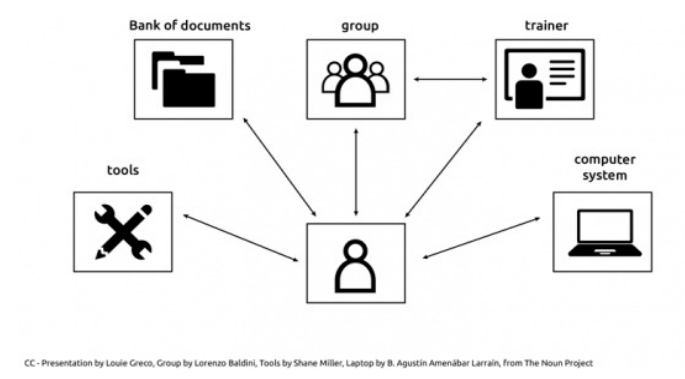 Bank of documents
group
trainer
tools
computer
system
CC - Presentation by Louie Greco, Group by Lorenzo Baldini, Tools by Shane Miller, Laptop by B. Agustín Amenábar Larraín, from The Noun Project